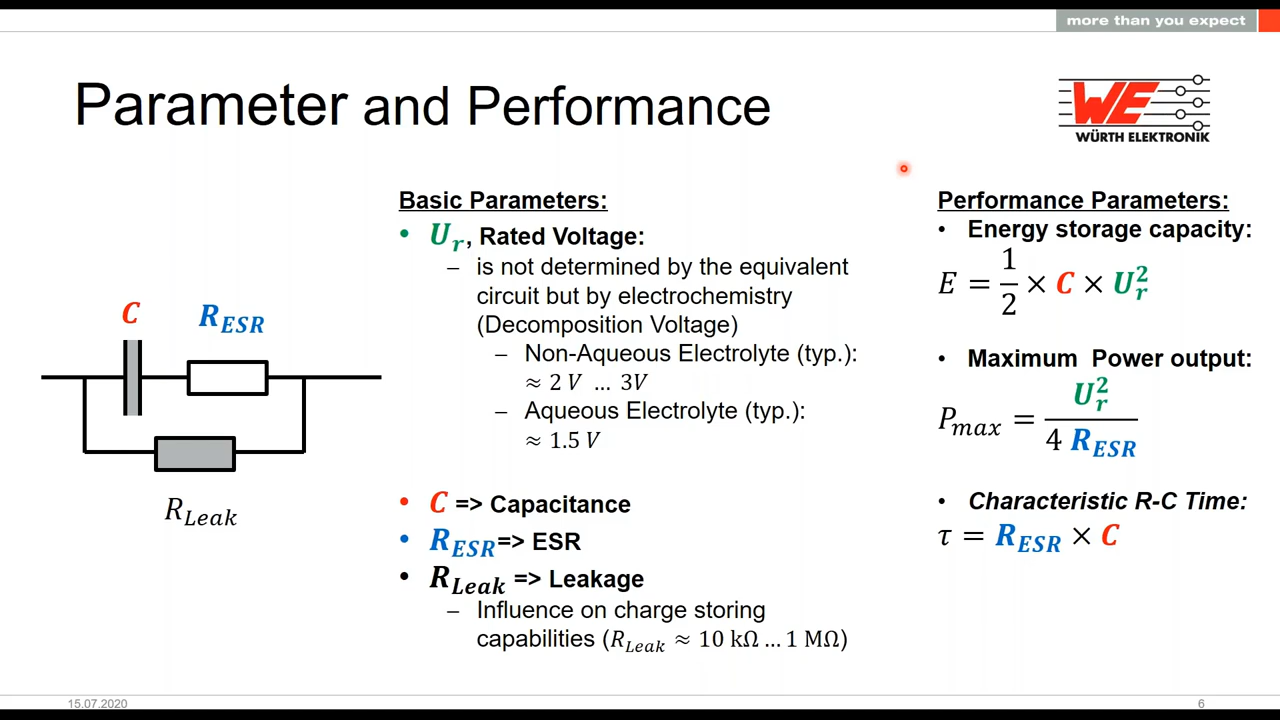 more than you expect
Parameter and Performance
WE
WÜRTH ELEKTRONIK
C
R_ESR
R_Leak
Basic Parameters:
• U_r, Rated Voltage:
– is not determined by the equivalent
circuit but by electrochemistry
(Decomposition Voltage)
– Non-Aqueous Electrolyte (typ.):
≈ 2 V … 3V
– Aqueous Electrolyte (typ.):
≈ 1.5 V
• C => Capacitance
• R_ESR => ESR
• R_Leak => Leakage
– Influence on charge storing
capabilities (R_Leak ≈ 10 kΩ … 1 MΩ)
Performance Parameters:
• Energy storage capacity:
E = 1/2 × C × U_r^2
• Maximum Power output:
P_max = U_r^2 / 4 R_ESR
• Characteristic R-C Time:
τ = R_ESR × C
15.07.2020
6